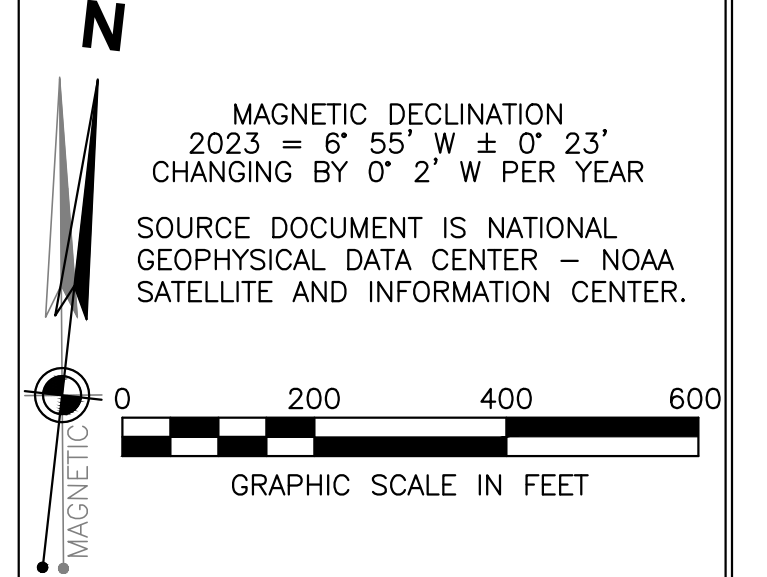 N
MAGNETIC DECLINATION
2023 = 6° 55' W ± 0° 23'
CHANGING BY 0° 2' W PER YEAR
SOURCE DOCUMENT IS NATIONAL
GEOPHYSICAL DATA CENTER – NOAA
SATELLITE AND INFORMATION CENTER.
0 200 400 600
GRAPHIC SCALE IN FEET
MAGNETIC